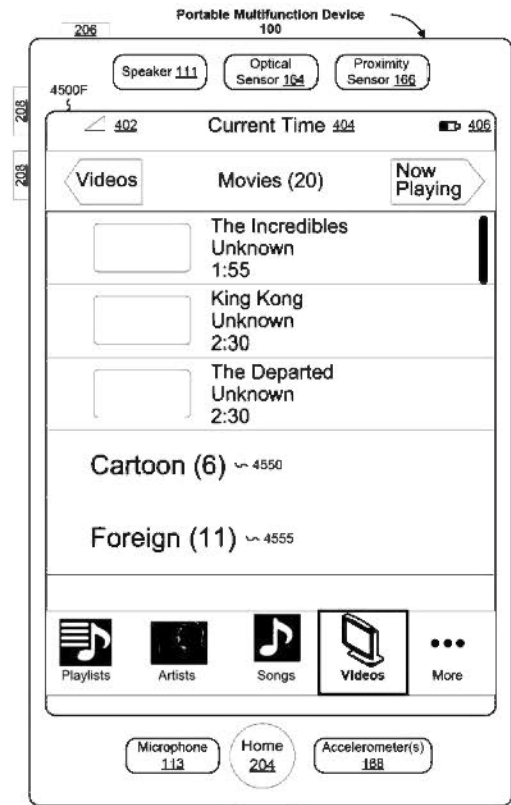 Portable Multifunction Device
100
206
Speaker 111
Optical
Sensor 164
Proximity
Sensor 166
4500F
208
402
Current Time 404
406
208
Videos
Movies (20)
Now
Playing
The Incredibles
Unknown
1:55
King Kong
Unknown
2:30
The Departed
Unknown
2:30
Cartoon (6) 4550
Foreign (11) 4555
Playlists
Artists
Songs
Videos
More
Microphone
113
Home
204
Accelerometer(s)
168